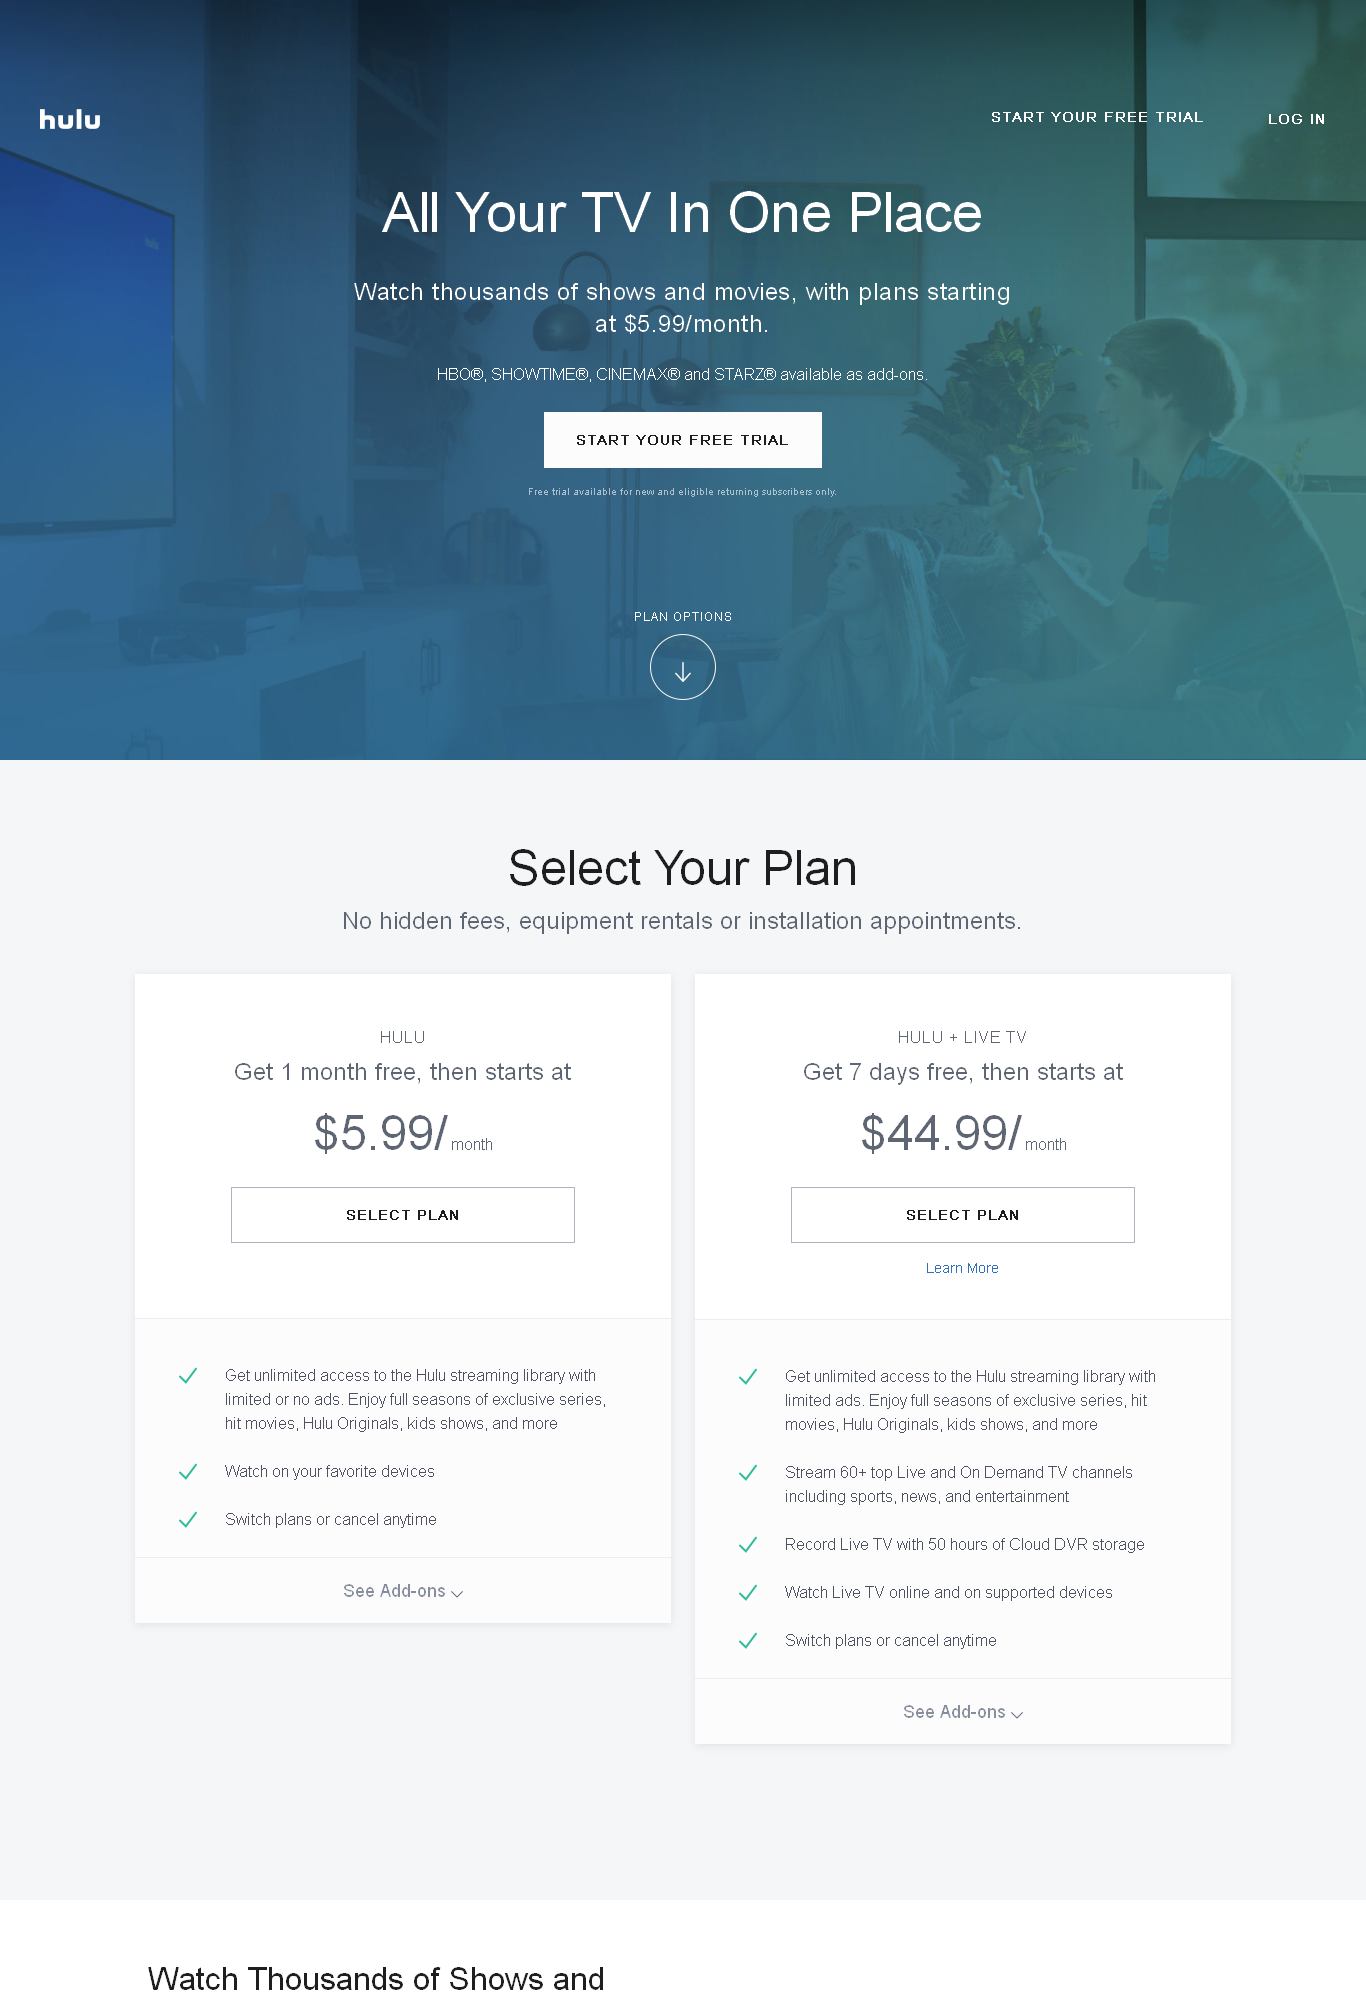 hulu
START YOUR FREE TRIAL
LOG IN
All Your TV In One Place
Watch thousands of shows and movies, with plans starting
at $5.99/month.
HBO®, SHOWTIME®, CINEMAX® and STARZ® available as add-ons.
START YOUR FREE TRIAL
Free trial available for new and eligible returning subscribers only.
PLAN OPTIONS
Select Your Plan
No hidden fees, equipment rentals or installation appointments.
HULU
Get 1 month free, then starts at
$5.99/ month
SELECT PLAN
Get unlimited access to the Hulu streaming library with
limited or no ads. Enjoy full seasons of exclusive series,
hit movies, Hulu Originals, kids shows, and more
Watch on your favorite devices
Switch plans or cancel anytime
See Add-ons
HULU + LIVE TV
Get 7 days free, then starts at
$44.99/ month
SELECT PLAN
Learn More
Get unlimited access to the Hulu streaming library with
limited ads. Enjoy full seasons of exclusive series, hit
movies, Hulu Originals, kids shows, and more
Stream 60+ top Live and On Demand TV channels
including sports, news, and entertainment
Record Live TV with 50 hours of Cloud DVR storage
Watch Live TV online and on supported devices
Switch plans or cancel anytime
See Add-ons
Watch Thousands of Shows and